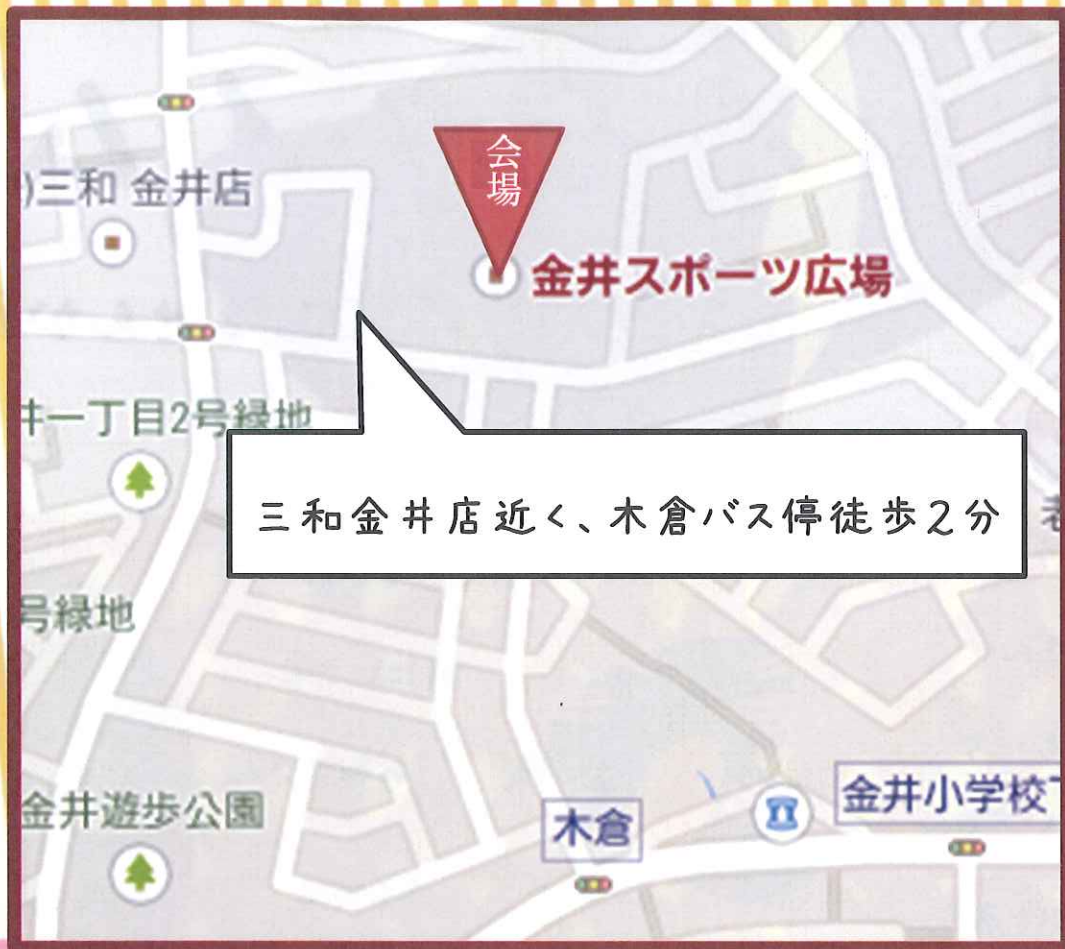 会場
)三和 金井店
金井スポーツ広場
井一丁目2号緑地
三和金井店近く、木倉バス停徒歩2分
号緑地
金井遊歩公園
木倉
金井小学校